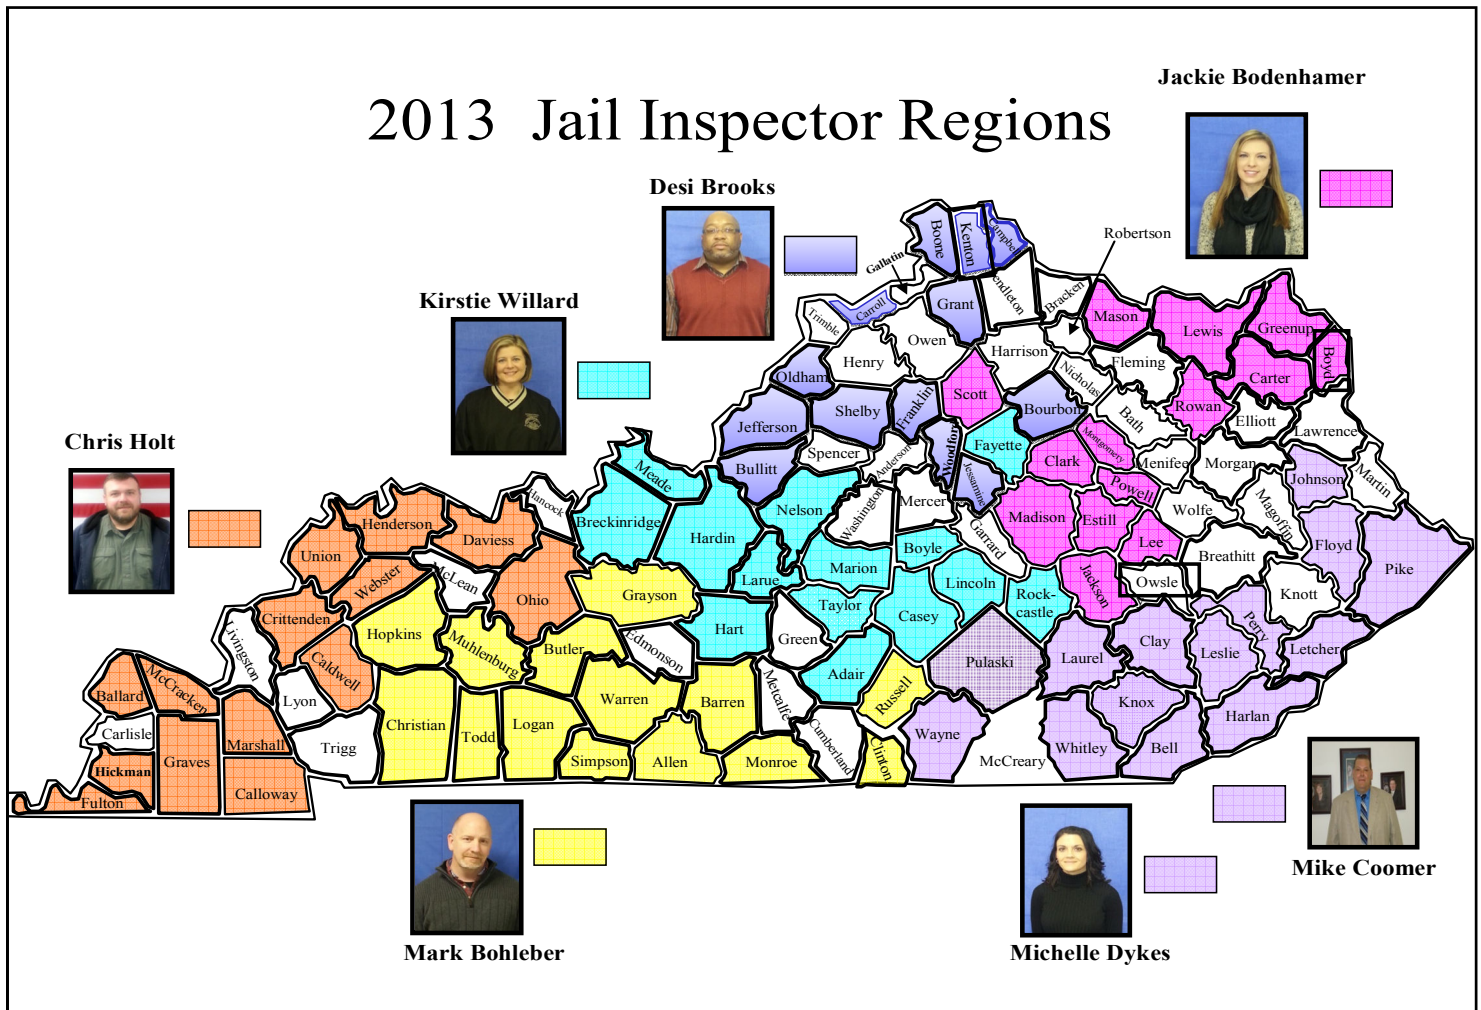 Jackie Bodenhamer
2013 Jail Inspector Regions
Desi Brooks
Kirstie Willard
Chris Holt
Robertson
Boone
Kenton
Campbel
Gallatin
Carroll
Trimble
Grant
endleton
Bracken
Mason
Lewis
Greenup
Boyd
Owen
Henry
Harrison
Nicholas
Fleming
Carter
Rowan
Oldham
Shelby
Franklin
Scott
Bourbon
Bath
Elliott
Lawrence
Jefferson
Spencer
Anderson
Woodford
Fayette
Montgomery
Clark
Menifee
Morgan
Johnson
Martin
Bullitt
Meade
Jessamine
Powell
Magoffin
Hancock
Breckinridge
Nelson
Washington
Mercer
Garrard
Madison
Estill
Wolfe
Henderson
Daviess
Hardin
Lee
Floyd
Pike
Union
Webster
McLean
Ohio
Larue
Marion
Boyle
Breathitt
Owsle
Knott
Jackson
Grayson
Taylor
Casey
Lincoln
Rock-
castle
Crittenden
Hopkins
Muhlenburg
Butler
Edmonson
Hart
Green
Livingston
Caldwell
Adair
Pulaski
Laurel
Clay
Leslie
Perry
Letcher
Ballard
McCracken
Lyon
Warren
Barren
Metcalfe
Russell
Knox
Harlan
Carlisle
Marshall
Trigg
Christian
Todd
Logan
Simpson
Allen
Monroe
Cumberland
Clinton
Wayne
McCreary
Whitley
Bell
Hickman
Graves
Calloway
Fulton
Mike Coomer
Mark Bohleber
Michelle Dykes